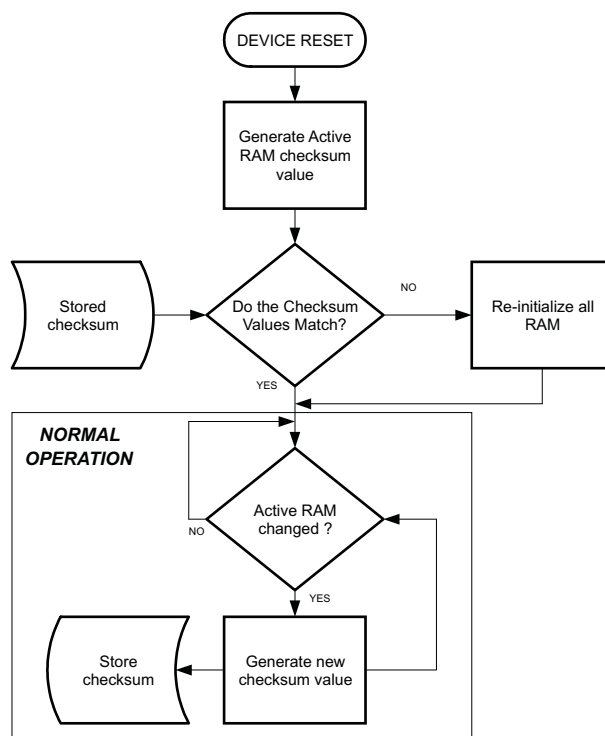 DEVICE RESET
Generate Active
RAM checksum
value
Stored
checksum
Do the Checksum
Values Match?
NO
Re-initialize all
RAM
YES
NORMAL
OPERATION
Active RAM
changed ?
NO
YES
Store
checksum
Generate new
checksum value